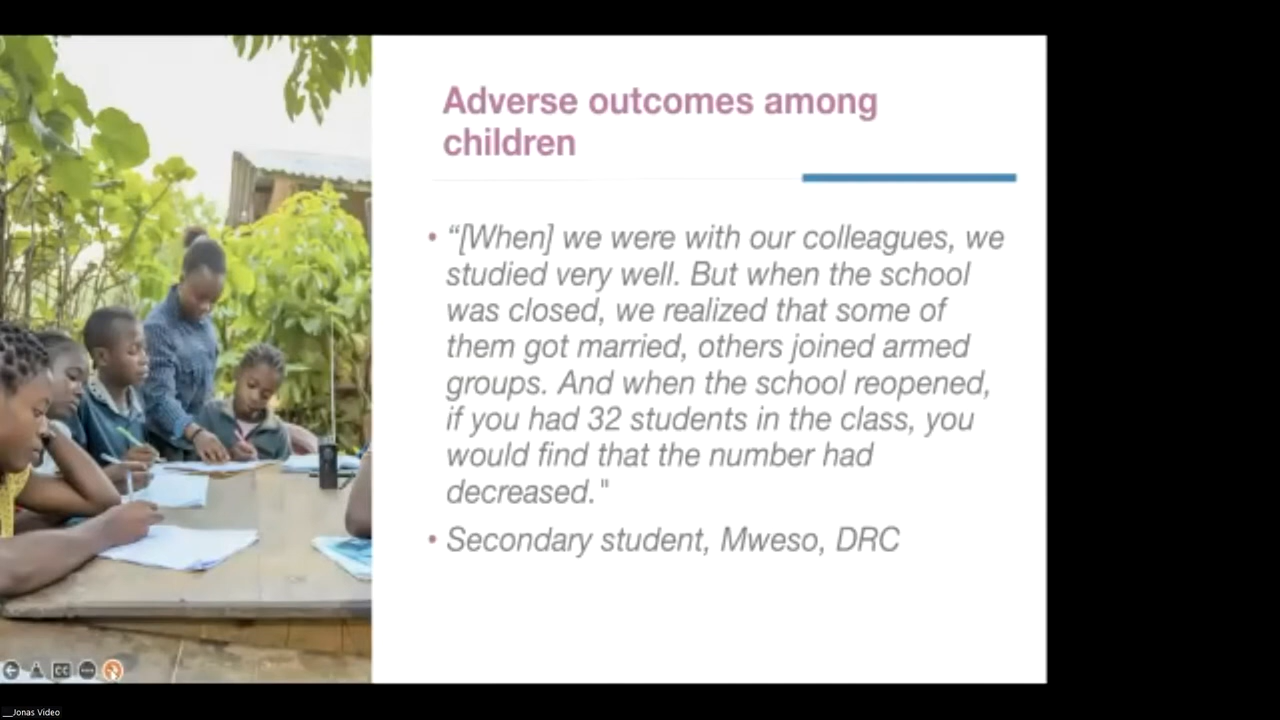 Adverse outcomes among
children
• “[When] we were with our colleagues, we
studied very well. But when the school
was closed, we realized that some of
them got married, others joined armed
groups. And when the school reopened,
if you had 32 students in the class, you
would find that the number had
decreased."
• Secondary student, Mweso, DRC
CC
__Jonas Video